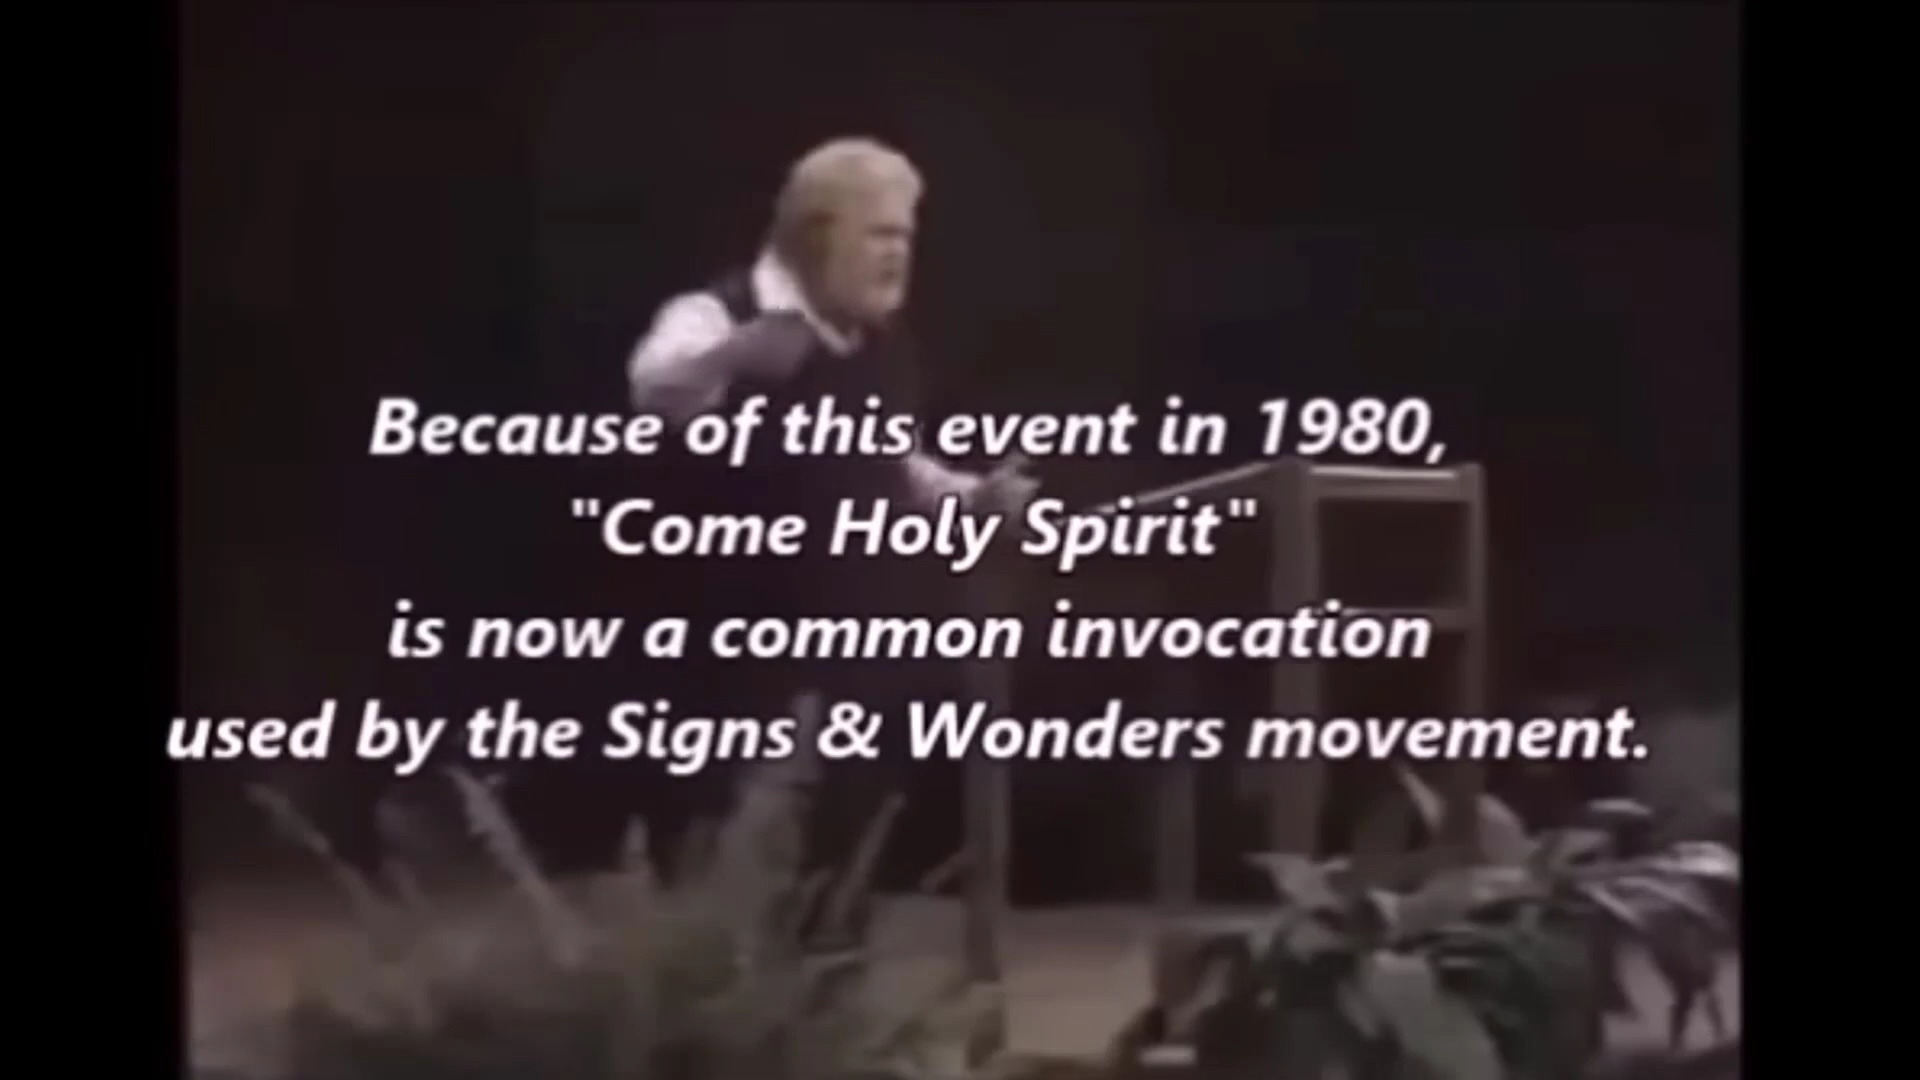 Because of this event in 1980,
"Come Holy Spirit"
is now a common invocation
used by the Signs & Wonders movement.